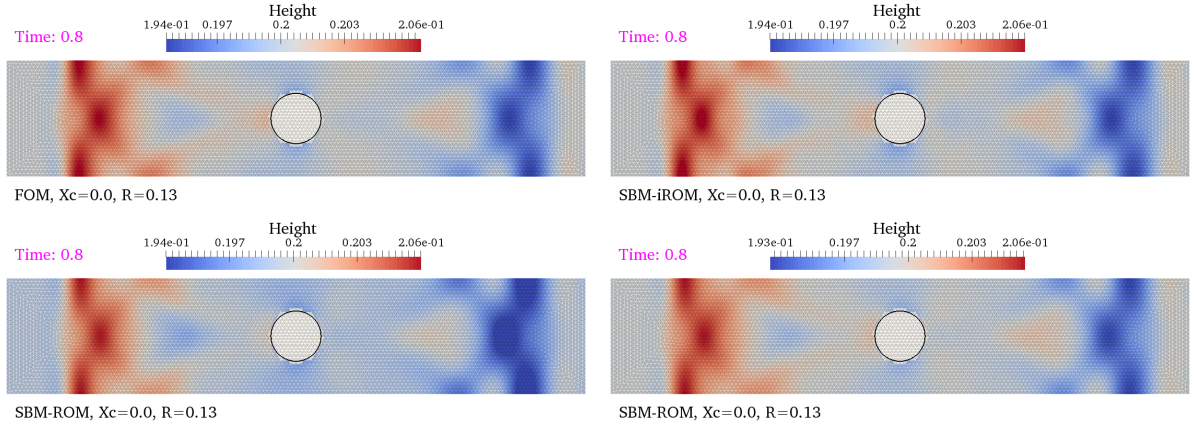 Height
1.94e-01 0.197 0.2 0.203 2.06e-01
Time: 0.8
FOM, Xc=0.0, R=0.13
Height
1.94e-01 0.197 0.2 0.203 2.06e-01
Time: 0.8
SBM-iROM, Xc=0.0, R=0.13
Height
1.94e-01 0.197 0.2 0.203 2.06e-01
Time: 0.8
SBM-ROM, Xc=0.0, R=0.13
Height
1.93e-01 0.197 0.2 0.203 2.06e-01
Time: 0.8
SBM-ROM, Xc=0.0, R=0.13